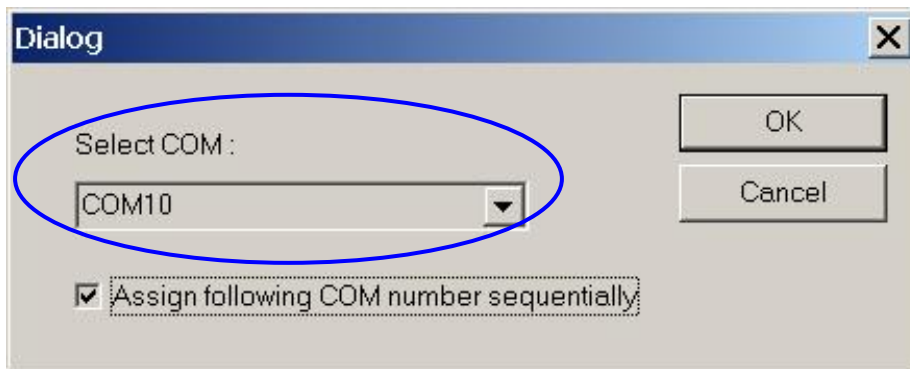 Dialog
Select COM :
OK
COM10
Cancel
Assign following COM number sequentially